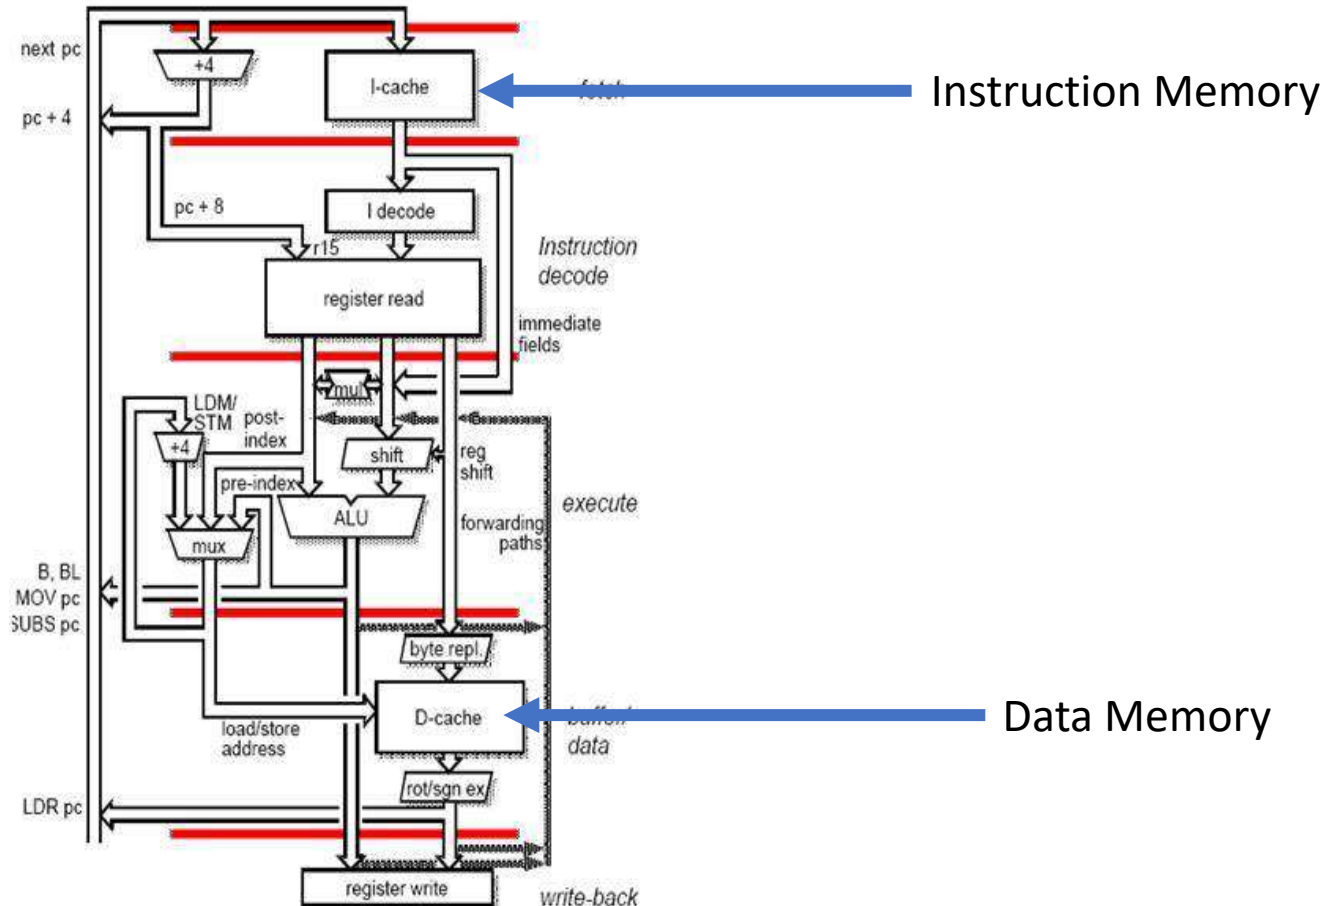 next pc
+4
I-cache
fetch
Instruction Memory
pc + 4
pc + 8
I decode
r15
Instruction
decode
register read
immediate
fields
mul
LDM/
STM
post-
index
+4
shift
reg
shift
pre-index
execute
ALU
forwarding
paths
mux
B, BL
MOV pc
SUBS pc
byte repl.
D-cache
buffer/
data
Data Memory
load/store
address
rot/sgn ex
LDR pc
register write
write-back